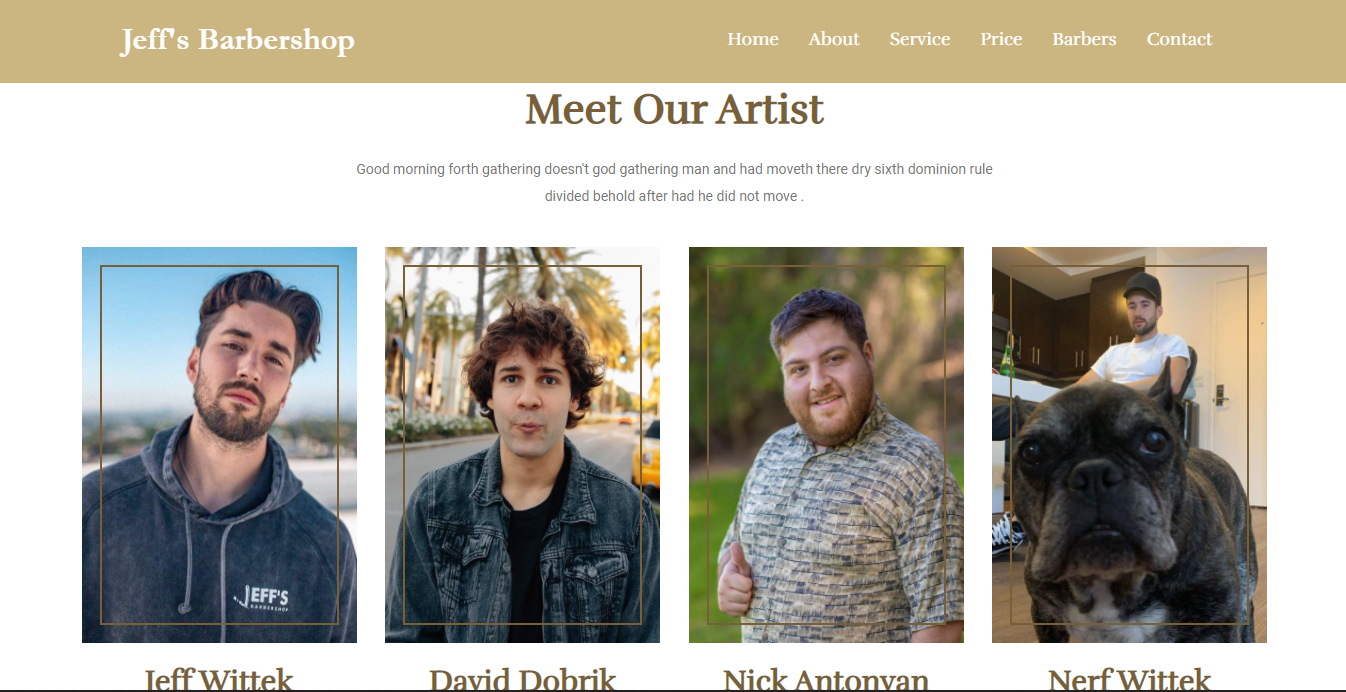 Jeff's Barbershop
Home About Service Price Barbers Contact
Meet Our Artist
Good morning forth gathering doesn't god gathering man and had moveth there dry sixth dominion rule
divided behold after had he did not move .
JEFF'S
BARBERSHOP
Jeff Wittek David Dobrik Nick Antonyan Nerf Wittek